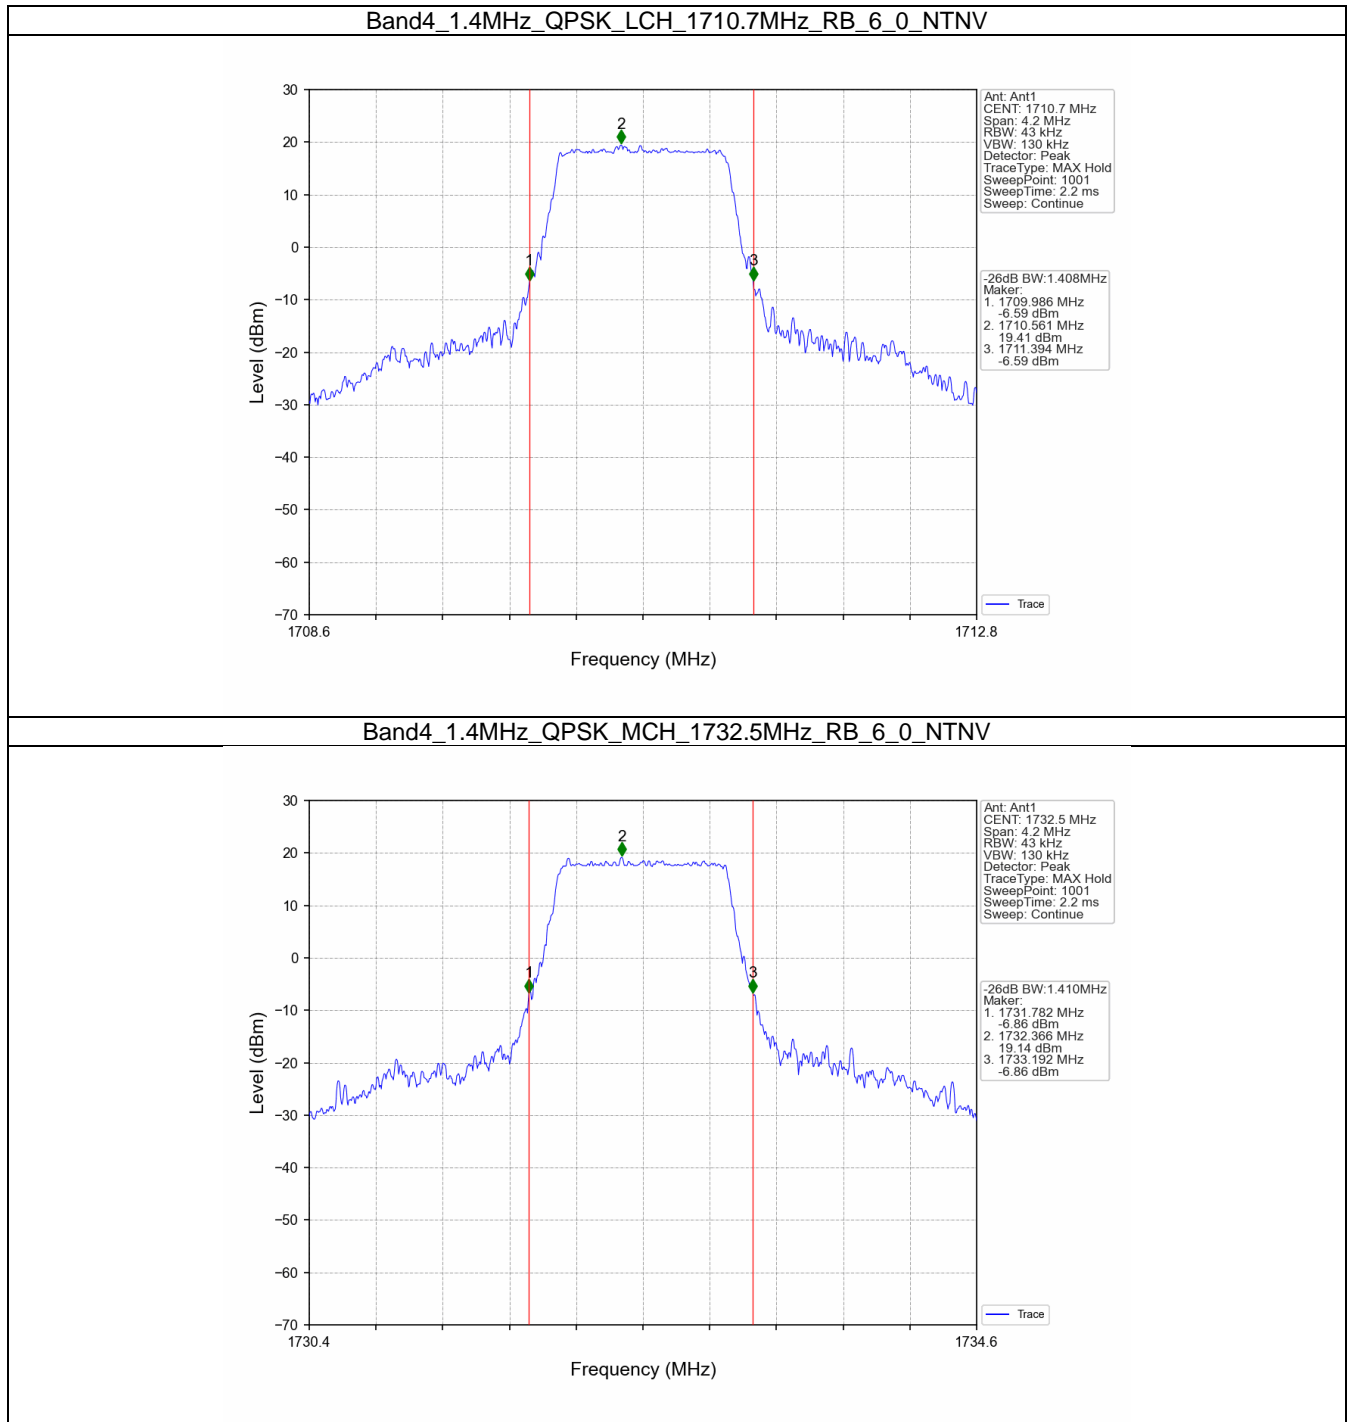 Band4_1.4MHz_QPSK_LCH_1710.7MHz_RB_6_0_NTNV
30
20
10
0
−10
−20
−30
−40
−50
−60
−70
Level (dBm)
1
2
3
1708.6
1712.8
Frequency (MHz)
Ant: Ant1
CENT: 1710.7 MHz
Span: 4.2 MHz
RBW: 43 kHz
VBW: 130 kHz
Detector: Peak
TraceType: MAX Hold
SweepPoint: 1001
SweepTime: 2.2 ms
Sweep: Continue
-26dB BW:1.408MHz
Maker:
1. 1709.986 MHz
-6.59 dBm
2. 1710.561 MHz
19.41 dBm
3. 1711.394 MHz
-6.59 dBm
Trace
Band4_1.4MHz_QPSK_MCH_1732.5MHz_RB_6_0_NTNV
30
20
10
0
−10
−20
−30
−40
−50
−60
−70
Level (dBm)
1
2
3
1730.4
1734.6
Frequency (MHz)
Ant: Ant1
CENT: 1732.5 MHz
Span: 4.2 MHz
RBW: 43 kHz
VBW: 130 kHz
Detector: Peak
TraceType: MAX Hold
SweepPoint: 1001
SweepTime: 2.2 ms
Sweep: Continue
-26dB BW:1.410MHz
Maker:
1. 1731.782 MHz
-6.86 dBm
2. 1732.366 MHz
19.14 dBm
3. 1733.192 MHz
-6.86 dBm
Trace